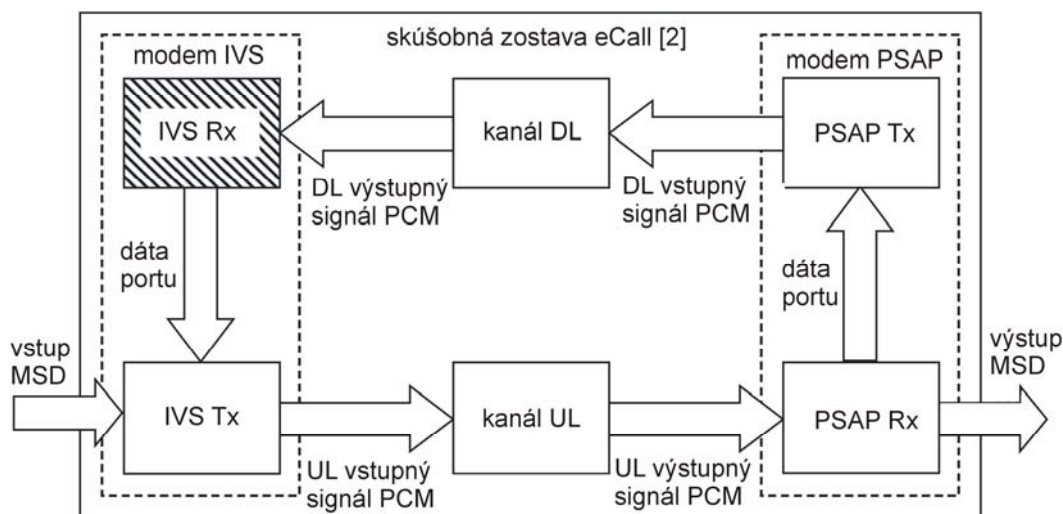 skúšobná zostava eCall [2]
modem IVS
modem PSAP
IVS Rx
kanál DL
PSAP Tx
DL výstupný
signál PCM
DL vstupný
signál PCM
dáta
portu
dáta
portu
vstup
MSD
výstup
MSD
IVS Tx
kanál UL
PSAP Rx
UL vstupný
signál PCM
UL výstupný
signál PCM